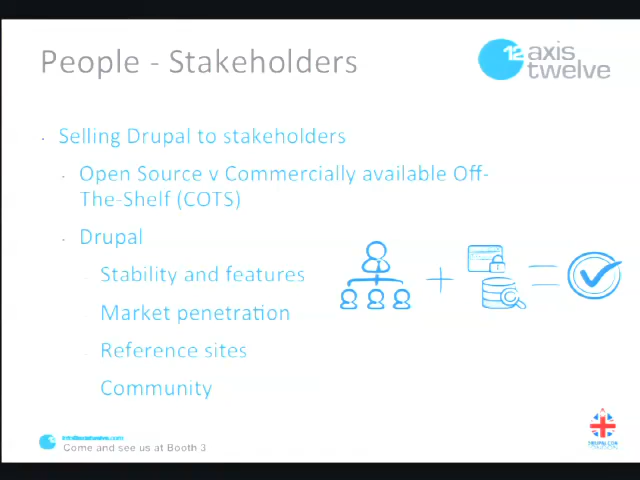 People - Stakeholders
12 axis
twelve
Selling Drupal to stakeholders
Open Source v Commercially available Off-
The-Shelf (COTS)
Drupal
Stability and features
Market penetration
Reference sites
Community
Come and see us at Booth 3